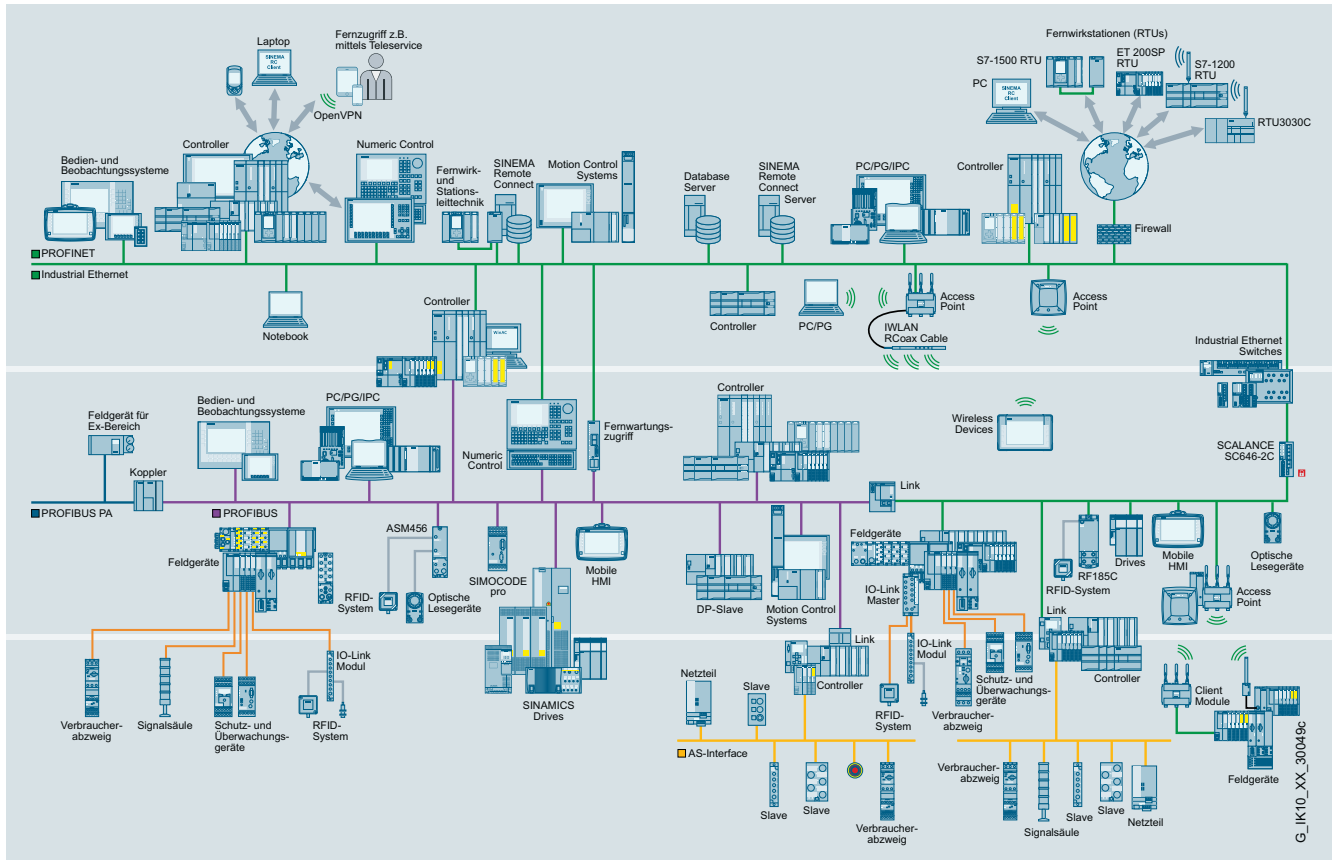 Laptop
Fernzugriff z.B.
mittels Teleservice
SINEMA
RC
Client
OpenVPN
Fernwirkstationen (RTUs)
S7-1500 RTU
ET 200SP
RTU
S7-1200
RTU
PC
SINEMA
RC
Client
RTU3030C
Bedien- und
Beobachtungssysteme
Controller
Numeric Control
Fernwirk-
und
Stations-
leittechnik
SINEMA
Remote
Connect
Motion Control
Systems
Database
Server
SINEMA
Remote
Connect
Server
PC/PG/IPC
Controller
Firewall
PROFINET
Industrial Ethernet
Notebook
Controller
WinAC
Controller
PC/PG
Access
Point
IWLAN
RCoax Cable
Access
Point
Industrial Ethernet
Switches
Feldgerät für
Ex-Bereich
Bedien- und
Beobachtungssysteme
PC/PG/IPC
Numeric
Control
Fernwartungs-
zugriff
Controller
Wireless
Devices
SCALANCE
SC646-2C
Koppler
Link
PROFIBUS PA
PROFIBUS
Feldgeräte
ASM456
RFID-
System
Optische
Lesegeräte
SIMOCODE
pro
Mobile
HMI
DP-Slave
Motion Control
Systems
Feldgeräte
IO-Link
Master
RF185C
RFID-System
Drives
Mobile
HMI
Optische
Lesegeräte
Access
Point
Verbraucher-
abzweig
Signalsäule
Schutz- und
Überwachungs-
geräte
IO-Link
Modul
RFID-
System
SINAMICS
Drives
Netzteil
Slave
Link
Controller
IO-Link
Modul
RFID-
System
Verbraucher-
abzweig
Schutz- und
Überwachungs-
geräte
Link
Controller
Client
Module
Feldgeräte
AS-Interface
Slave
Slave
Verbraucher-
abzweig
Verbraucher-
abzweig
Signalsäule
Slave
Slave
Netzteil
G_IK10_XX_30049c